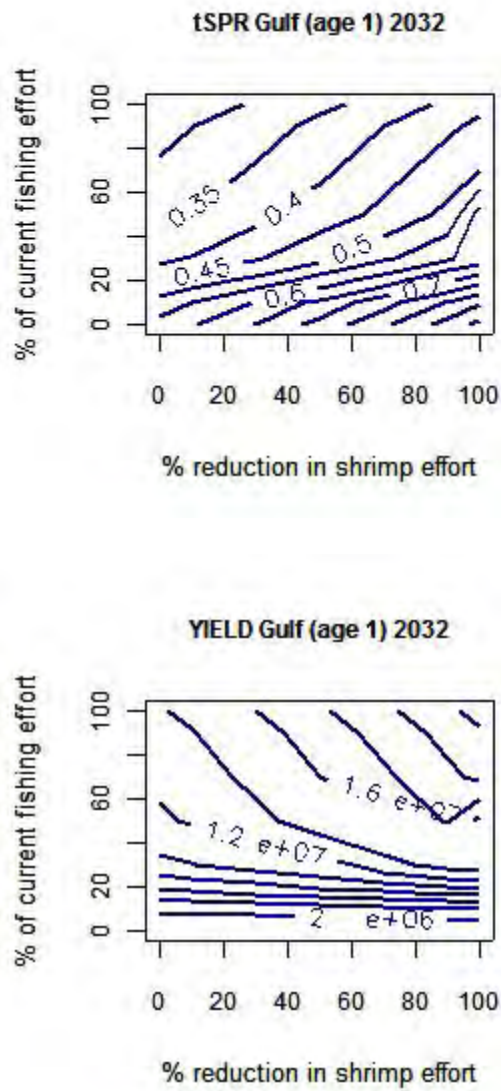 tSPR Gulf (age 1) 2032
% of current fishing effort
100
60
20
0
0.35
0.4
0.45
0.5
0.6
0.7
0 20 40 60 80 100
% reduction in shrimp effort
YIELD Gulf (age 1) 2032
% of current fishing effort
100
60
20
0
1.6 e+07
1.2 e+07
2 e+06
0 20 40 60 80 100
% reduction in shrimp effort